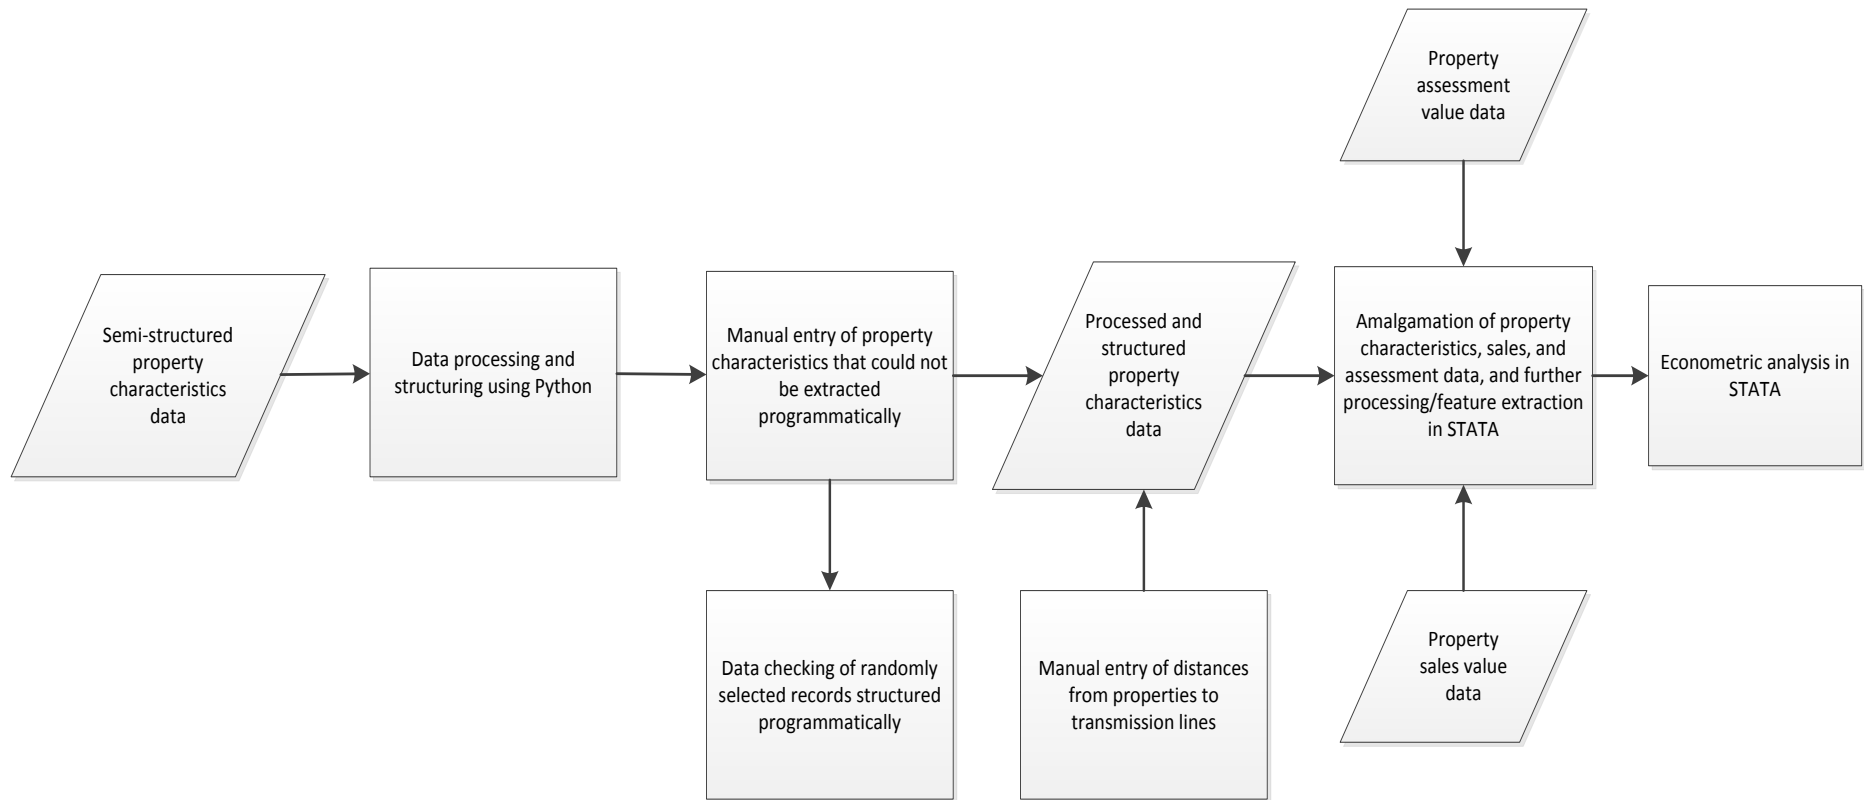 Property
assessment
value data
Semi-structured
property
characteristics
data
Data processing and
structuring using Python
Manual entry of property
characteristics that could not
be extracted
programmatically
Processed and
structured
property
characteristics
data
Amalgamation of property
characteristics, sales, and
assessment data, and further
processing/feature extraction
in STATA
Econometric analysis in
STATA
Data checking of randomly
selected records structured
programmatically
Manual entry of distances
from properties to
transmission lines
Property
sales value
data